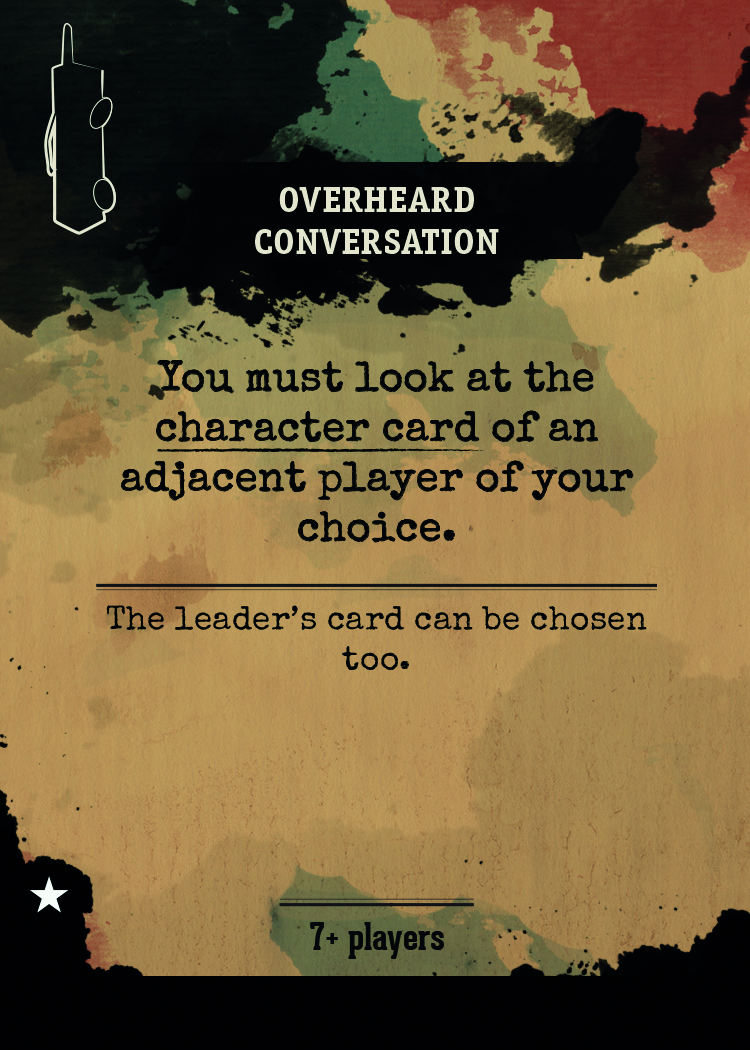 OVERHEARD
CONVERSATION
You must look at the
character card of an
adjacent player of your
choice.
The leader's card can be chosen
too.
7+ players